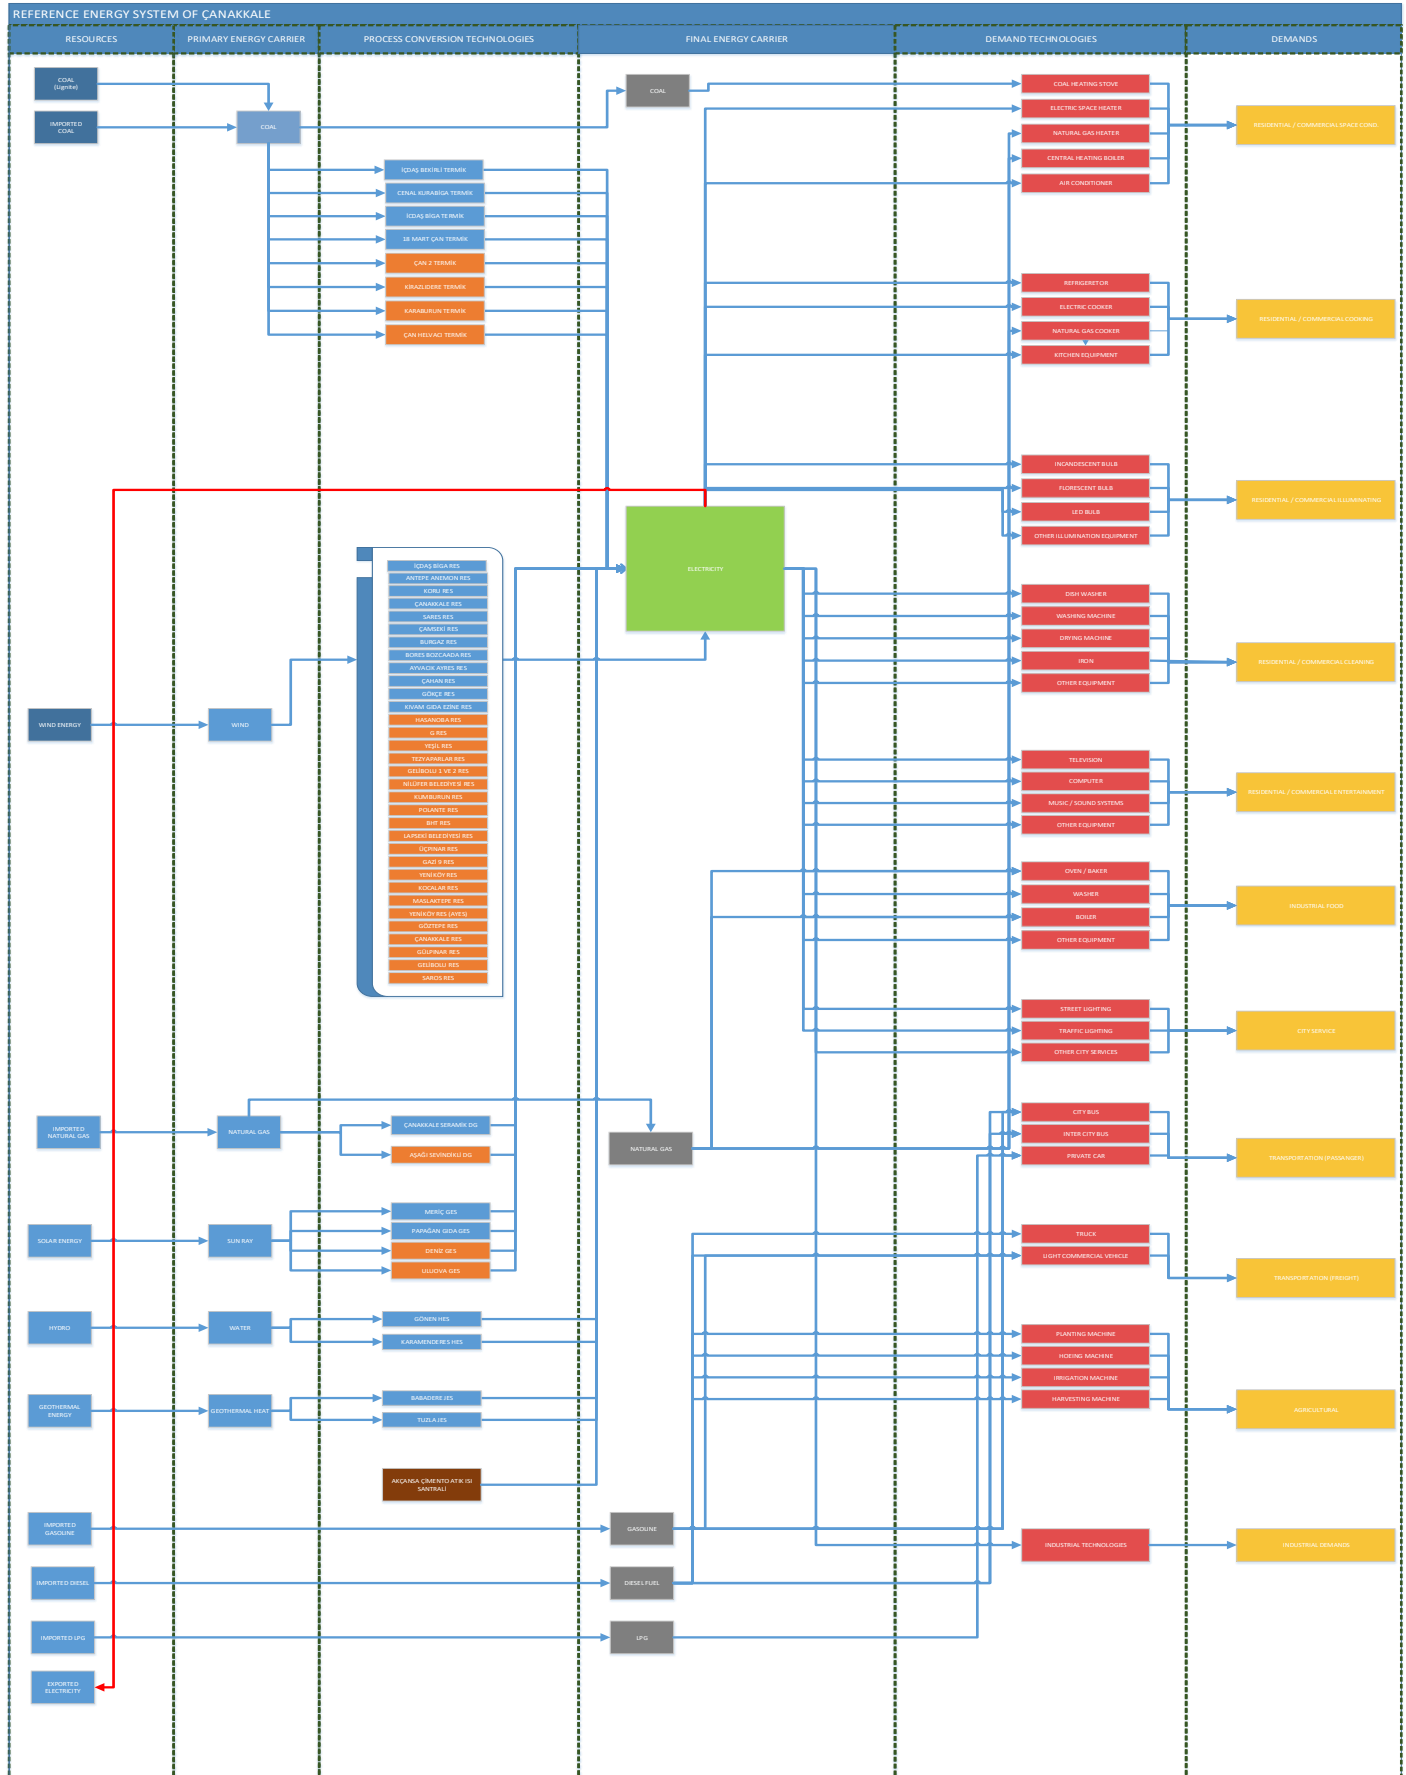 REFERENCE ENERGY SYSTEM OF ÇANAKKALE
RESOURCES
PRIMARY ENERGY CARRIER
PROCESS CONVERSION TECHNOLOGIES
FINAL ENERGY CARRIER
DEMAND TECHNOLOGIES
DEMANDS
COAL
(Lignite)
IMPORTED
COAL
COAL
COAL
İÇDAŞ BEKİRLİ TERMİK
CENAL KURABİGA TERMİK
İCDAŞ BİGA TERMİK
18 MART ÇAN TERMİK
ÇAN 2 TERMİK
KİRAZLIDERE TERMİK
KARABURUN TERMİK
ÇAN HELVACI TERMİK
COAL HEATING STOVE
ELECTRIC SPACE HEATER
NATURAL GAS HEATER
CENTRAL HEATING BOILER
AIR CONDITIONER
RESIDENTIAL / COMMERCIAL SPACE COND.
REFRIGERETOR
ELECTRIC COOKER
NATURAL GAS COOKER
KITCHEN EQUIPMENT
RESIDENTIAL / COMMERCIAL COOKING
INCANDESCENT BULB
FLORESCENT BULB
LED BULB
OTHER ILLUMINATION EQUIPMENT
RESIDENTIAL / COMMERCIAL ILLUMINATING
ELECTRICITY
İÇDAŞ BİGA RES
ANTEPE ANEMON RES
KORU RES
ÇANAKKALE RES
SARES RES
ÇAMSEKİ RES
BURGAZ RES
BORES BOZCAADA RES
AYVACIK AYRES RES
ÇAHAN RES
GÖKÇE RES
KIVAM GIDA EZİNE RES
HASANOBA RES
G RES
YEŞİL RES
TEZYAPARLAR RES
GELİBOLU 1 VE 2 RES
NİLÜFER BELEDİYESİ RES
KUMBURUN RES
POLANTE RES
BHT RES
LAPSEKİ BELEDİYESİ RES
ÜÇPINAR RES
GAZİ 9 RES
YENİKÖY RES
KOCALAR RES
MASLAKTEPE RES
YENİKÖY RES (AYES)
GÖZTEPE RES
ÇANAKKALE RES
GÜLPINAR RES
GELİBOLU RES
SAROS RES
WIND ENERGY
WIND
DISH WASHER
WASHING MACHINE
DRYING MACHINE
IRON
OTHER EQUIPMENT
RESIDENTIAL / COMMERCIAL CLEANING
TELEVISION
COMPUTER
MUSIC / SOUND SYSTEMS
OTHER EQUIPMENT
RESIDENTIAL / COMMERCIAL ENTERTAINMENT
OVEN / BAKER
WASHER
BOILER
OTHER EQUIPMENT
INDUSTRIAL FOOD
STREET LIGHTING
TRAFFIC LIGHTING
OTHER CITY SERVICES
CITY SERVICE
IMPORTED
NATURAL GAS
NATURAL GAS
ÇANAKKALE SERAMİK DG
AŞAĞI SEVİNDİKLİ DG
NATURAL GAS
CITY BUS
INTER CITY BUS
PRIVATE CAR
TRANSPORTATION (PASSANGER)
SOLAR ENERGY
SUN RAY
MERİÇ GES
PAPAĞAN GIDA GES
DENİZ GES
ULUOVA GES
TRUCK
LIGHT COMMERCIAL VEHICLE
TRANSPORTATION (FREIGHT)
HYDRO
WATER
GÖNEN HES
KARAMENDERES HES
PLANTING MACHINE
HOEING MACHINE
IRRIGATION MACHINE
HARVESTING MACHINE
AGRICULTURAL
GEOTHERMAL
ENERGY
GEOTHERMAL HEAT
BABADERE JES
TUZLA JES
AKÇANSA ÇİMENTO ATIK ISI
SANTRALİ
IMPORTED
GASOLINE
GASOLINE
INDUSTRIAL TECHNOLOGIES
INDUSTRIAL DEMANDS
IMPORTED DIESEL
DIESEL FUEL
IMPORTED LPG
LPG
EXPORTED
ELECTRICITY